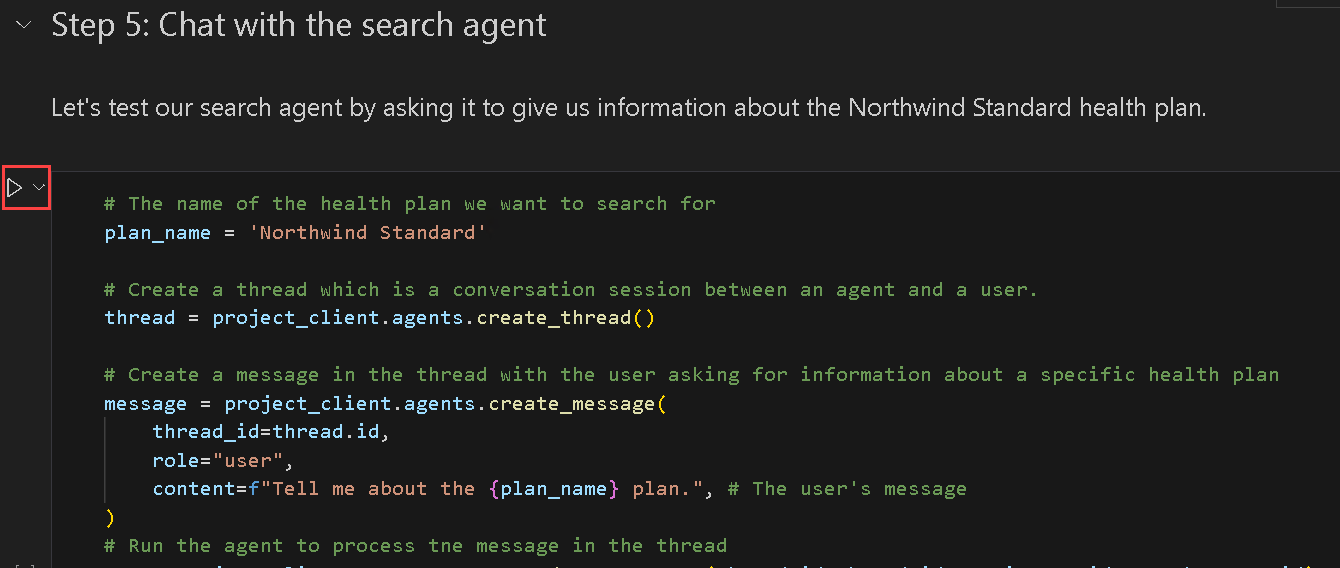 Step 5: Chat with the search agent
Let's test our search agent by asking it to give us information about the Northwind Standard health plan.
# The name of the health plan we want to search for
plan_name = 'Northwind Standard'
# Create a thread which is a conversation session between an agent and a user.
thread = project_client.agents.create_thread()
# Create a message in the thread with the user asking for information about a specific health plan
message = project_client.agents.create_message(
    thread_id=thread.id,
    role="user",
    content=f"Tell me about the {plan_name} plan.", # The user's message
)
# Run the agent to process the message in the thread